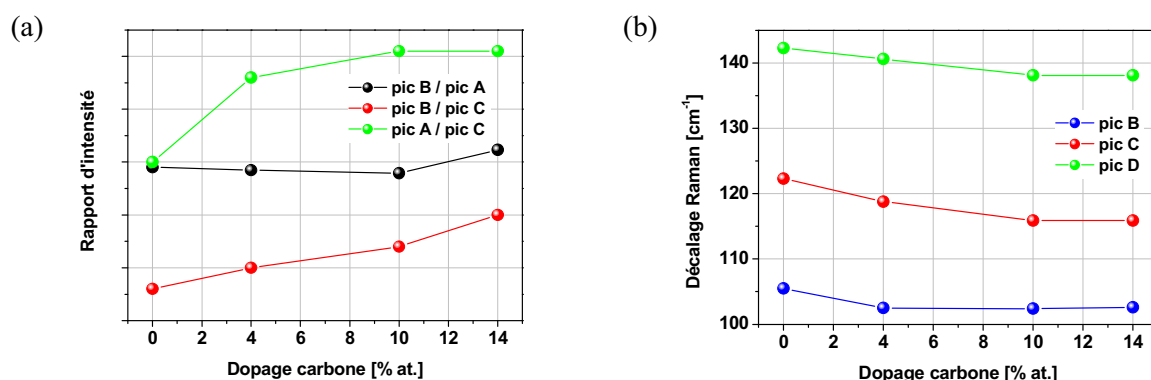 (a)
Rapport d'intensité
pic B / pic A
pic B / pic C
pic A / pic C
0 2 4 6 8 10 12 14
Dopage carbone [% at.]
(b)
Décalage Raman [cm-1]
140
130
120
110
100
pic B
pic C
pic D
0 2 4 6 8 10 12 14
Dopage carbone [% at.]